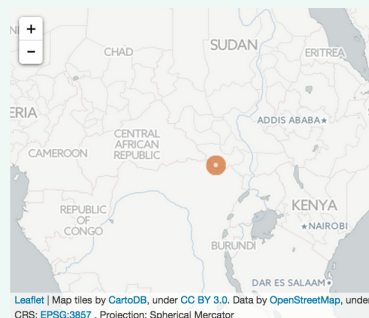 +
−
SUDAN
CHAD
ERITREA
ERIA
ADDIS ABABA
CENTRAL
AFRICAN
REPUBLIC
CAMEROON
REPUBLIC
OF
CONGO
KENYA
NAIROBI
BURUNDI
DAR ES SALAAM
Leaflet | Map tiles by CartoDB, under CC BY 3.0. Data by OpenStreetMap, under
CRS: EPSG:3857 , Projection: Spherical Mercator